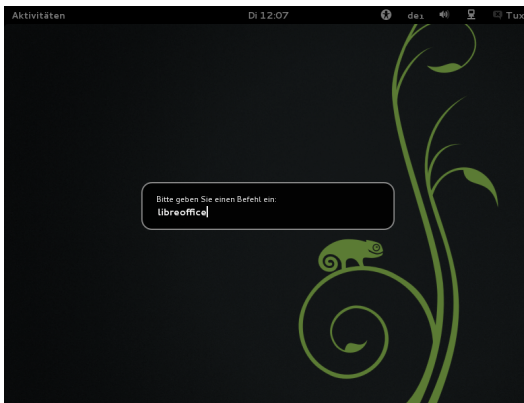 Aktivitäten Di 12:07 de₁ Tux
Bitte geben Sie einen Befehl ein:
libreoffice